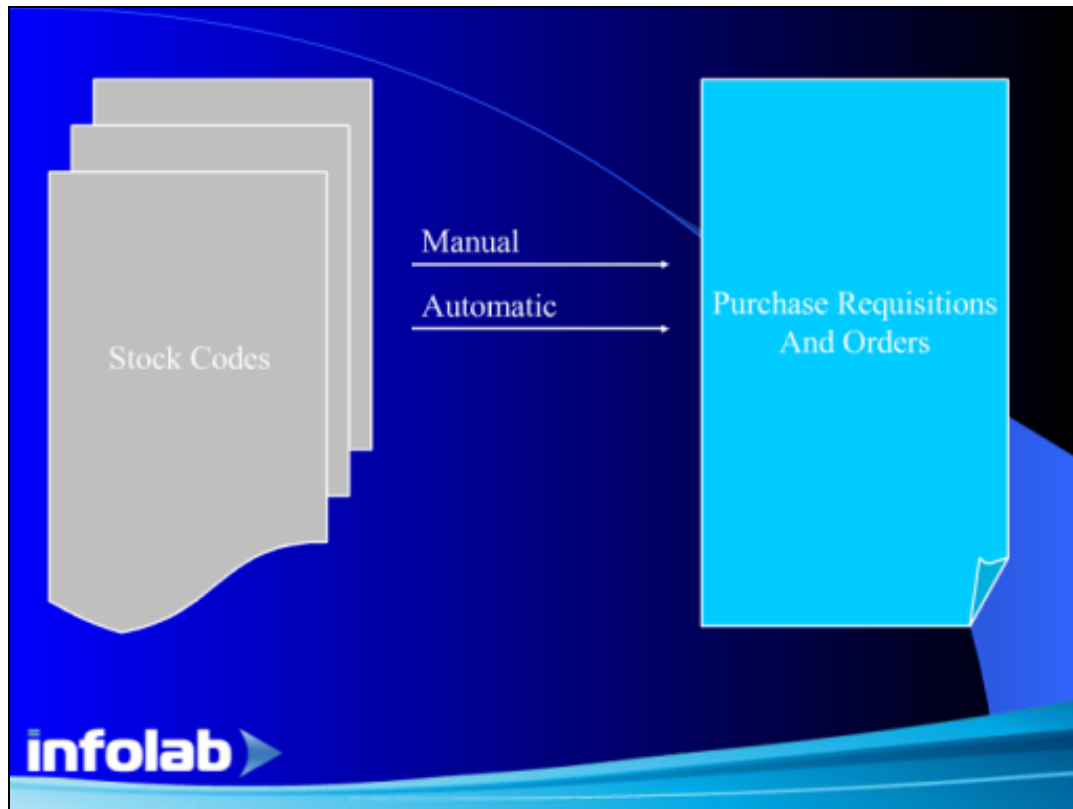 Manual
Automatic
Stock Codes
Purchase Requisitions
And Orders
infolab